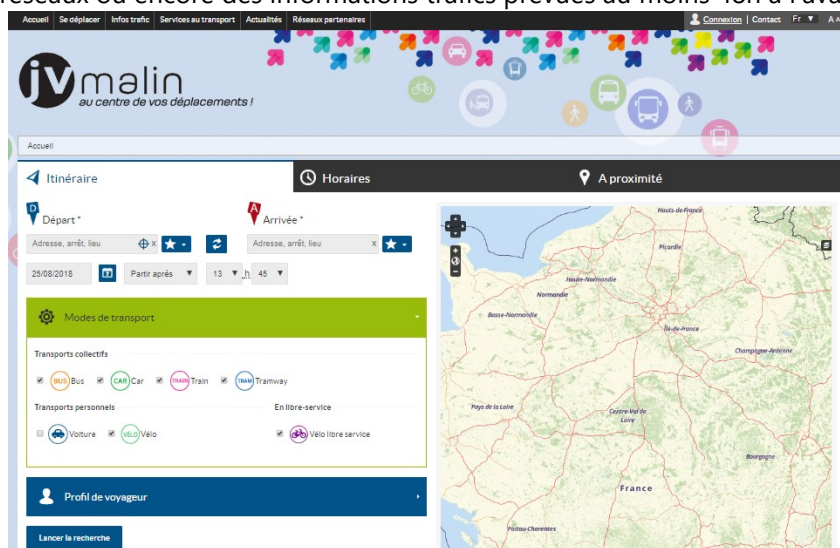 réseaux ou encore des informations trafics prévues au moins
Accueil Se déplacer Infos trafic Services au transport Actualités Réseaux partenaires Connexion | Contact Fr ▼
jvmalin
au centre de vos déplacements !
Accueil
Itinéraire Horaires A proximité
D A
Départ * Arrivée *
Adresse, arrêt, lieu x Adresse, arrêt, lieu x
25/08/2018 Partir aprés ▼ 13 ▼ h 45 ▼
Modes de transport
Transports collectifs
BUS Bus CAR Car TRAIN Train TRAM Tramway
Transports personnels En libre-service
Voiture VÉLO Vélo Vélo libre service
Profil de voyageur
Lancer la recherche
Hauts-de-France
Picardie
Haute-Normandie
Normandie
Basse-Normandie
Île-de-France
Champagne-Ardenne
Pays de la Loire
Centre-Val de
Loire
Bourgogne
France
Poitou-Charentes